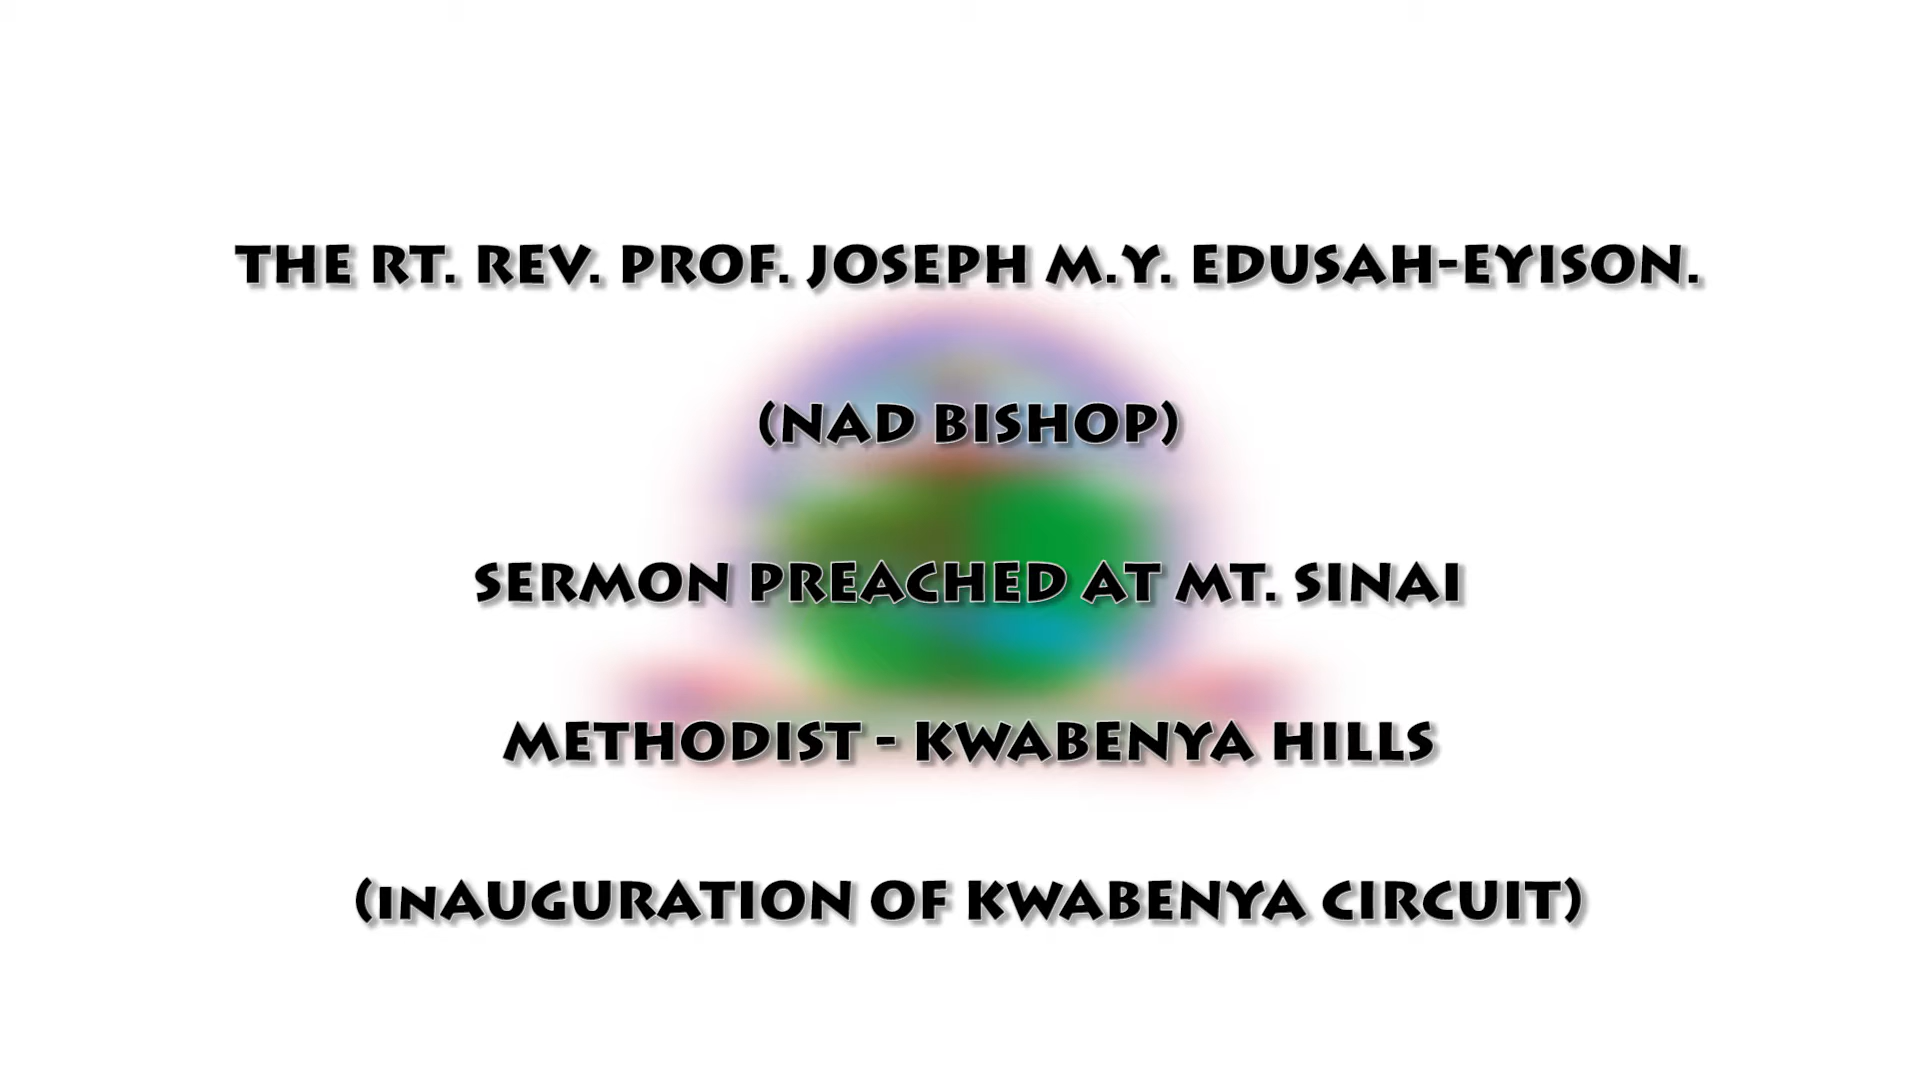 THE RT. REV. PROF. JOSEPH M.Y. EDUSAH-EYISON.
(NAD BISHOP)
SERMON PREACHED AT MT. SINAI
METHODIST - KWABENYA HILLS
(inAUGURATION OF KWABENYA CIRCUIT)